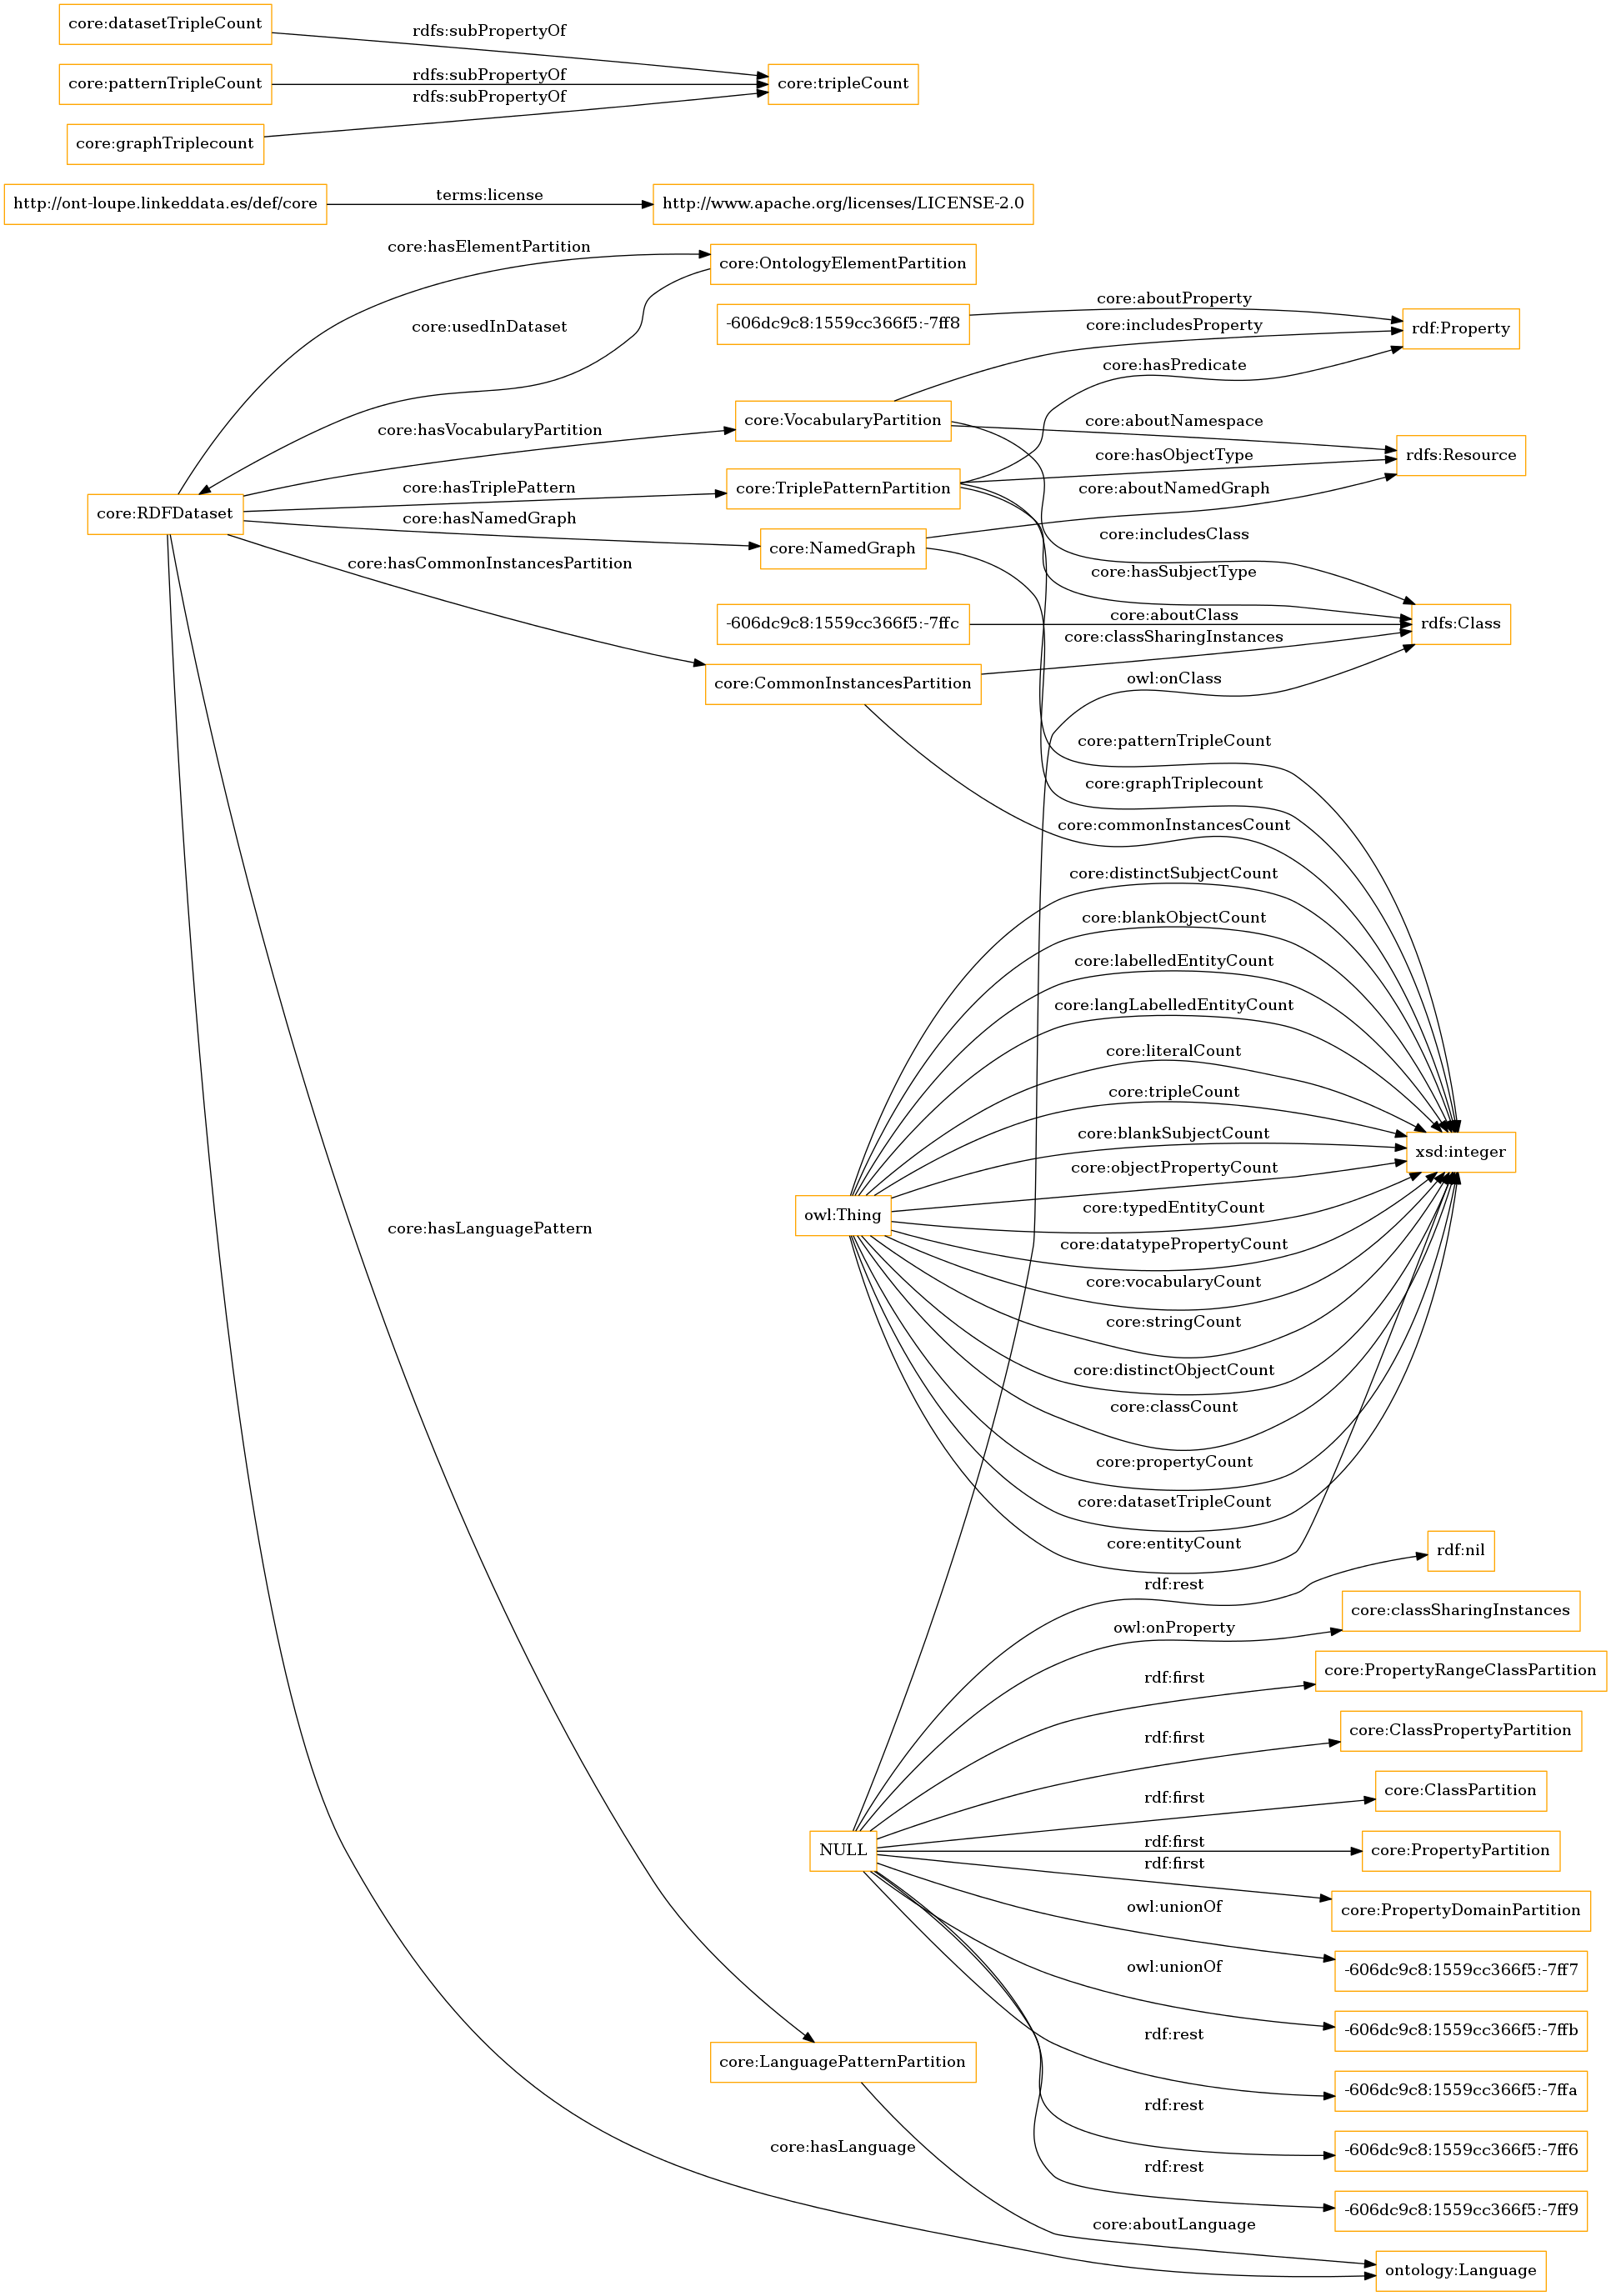 core:datasetTripleCount
rdfs:subPropertyOf
core:patternTripleCount
rdfs:subPropertyOf
core:tripleCount
rdfs:subPropertyOf
core:graphTriplecount
http://ont-loupe.linkeddata.es/def/core
terms:license
http://www.apache.org/licenses/LICENSE-2.0
core:hasElementPartition
core:OntologyElementPartition
core:usedInDataset
-606dc9c8:1559cc366f5:-7ff8
core:aboutProperty
core:includesProperty
rdf:Property
core:hasPredicate
core:hasVocabularyPartition
core:VocabularyPartition
core:aboutNamespace
core:hasObjectType
rdfs:Resource
core:hasTriplePattern
core:TriplePatternPartition
core:aboutNamedGraph
core:RDFDataset
core:hasNamedGraph
core:NamedGraph
core:includesClass
core:hasCommonInstancesPartition
core:hasSubjectType
-606dc9c8:1559cc366f5:-7ffc
core:aboutClass
rdfs:Class
core:classSharingInstances
core:CommonInstancesPartition
owl:onClass
core:patternTripleCount
core:graphTriplecount
core:commonInstancesCount
core:distinctSubjectCount
core:blankObjectCount
core:labelledEntityCount
core:langLabelledEntityCount
core:literalCount
core:tripleCount
core:blankSubjectCount
xsd:integer
core:objectPropertyCount
owl:Thing
core:typedEntityCount
core:hasLanguagePattern
core:datatypePropertyCount
core:vocabularyCount
core:stringCount
core:distinctObjectCount
core:classCount
core:propertyCount
core:datasetTripleCount
core:entityCount
rdf:nil
rdf:rest
core:classSharingInstances
owl:onProperty
core:PropertyRangeClassPartition
rdf:first
core:ClassPropertyPartition
rdf:first
core:ClassPartition
rdf:first
NULL
rdf:first
core:PropertyPartition
rdf:first
core:PropertyDomainPartition
owl:unionOf
-606dc9c8:1559cc366f5:-7ff7
owl:unionOf
-606dc9c8:1559cc366f5:-7ffb
rdf:rest
core:LanguagePatternPartition
-606dc9c8:1559cc366f5:-7ffa
rdf:rest
core:hasLanguage
-606dc9c8:1559cc366f5:-7ff6
rdf:rest
-606dc9c8:1559cc366f5:-7ff9
core:aboutLanguage
ontology:Language